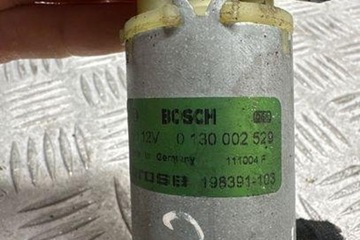 BOSCH
12V 0 130 002 529
Germany 111004 F
198391-103